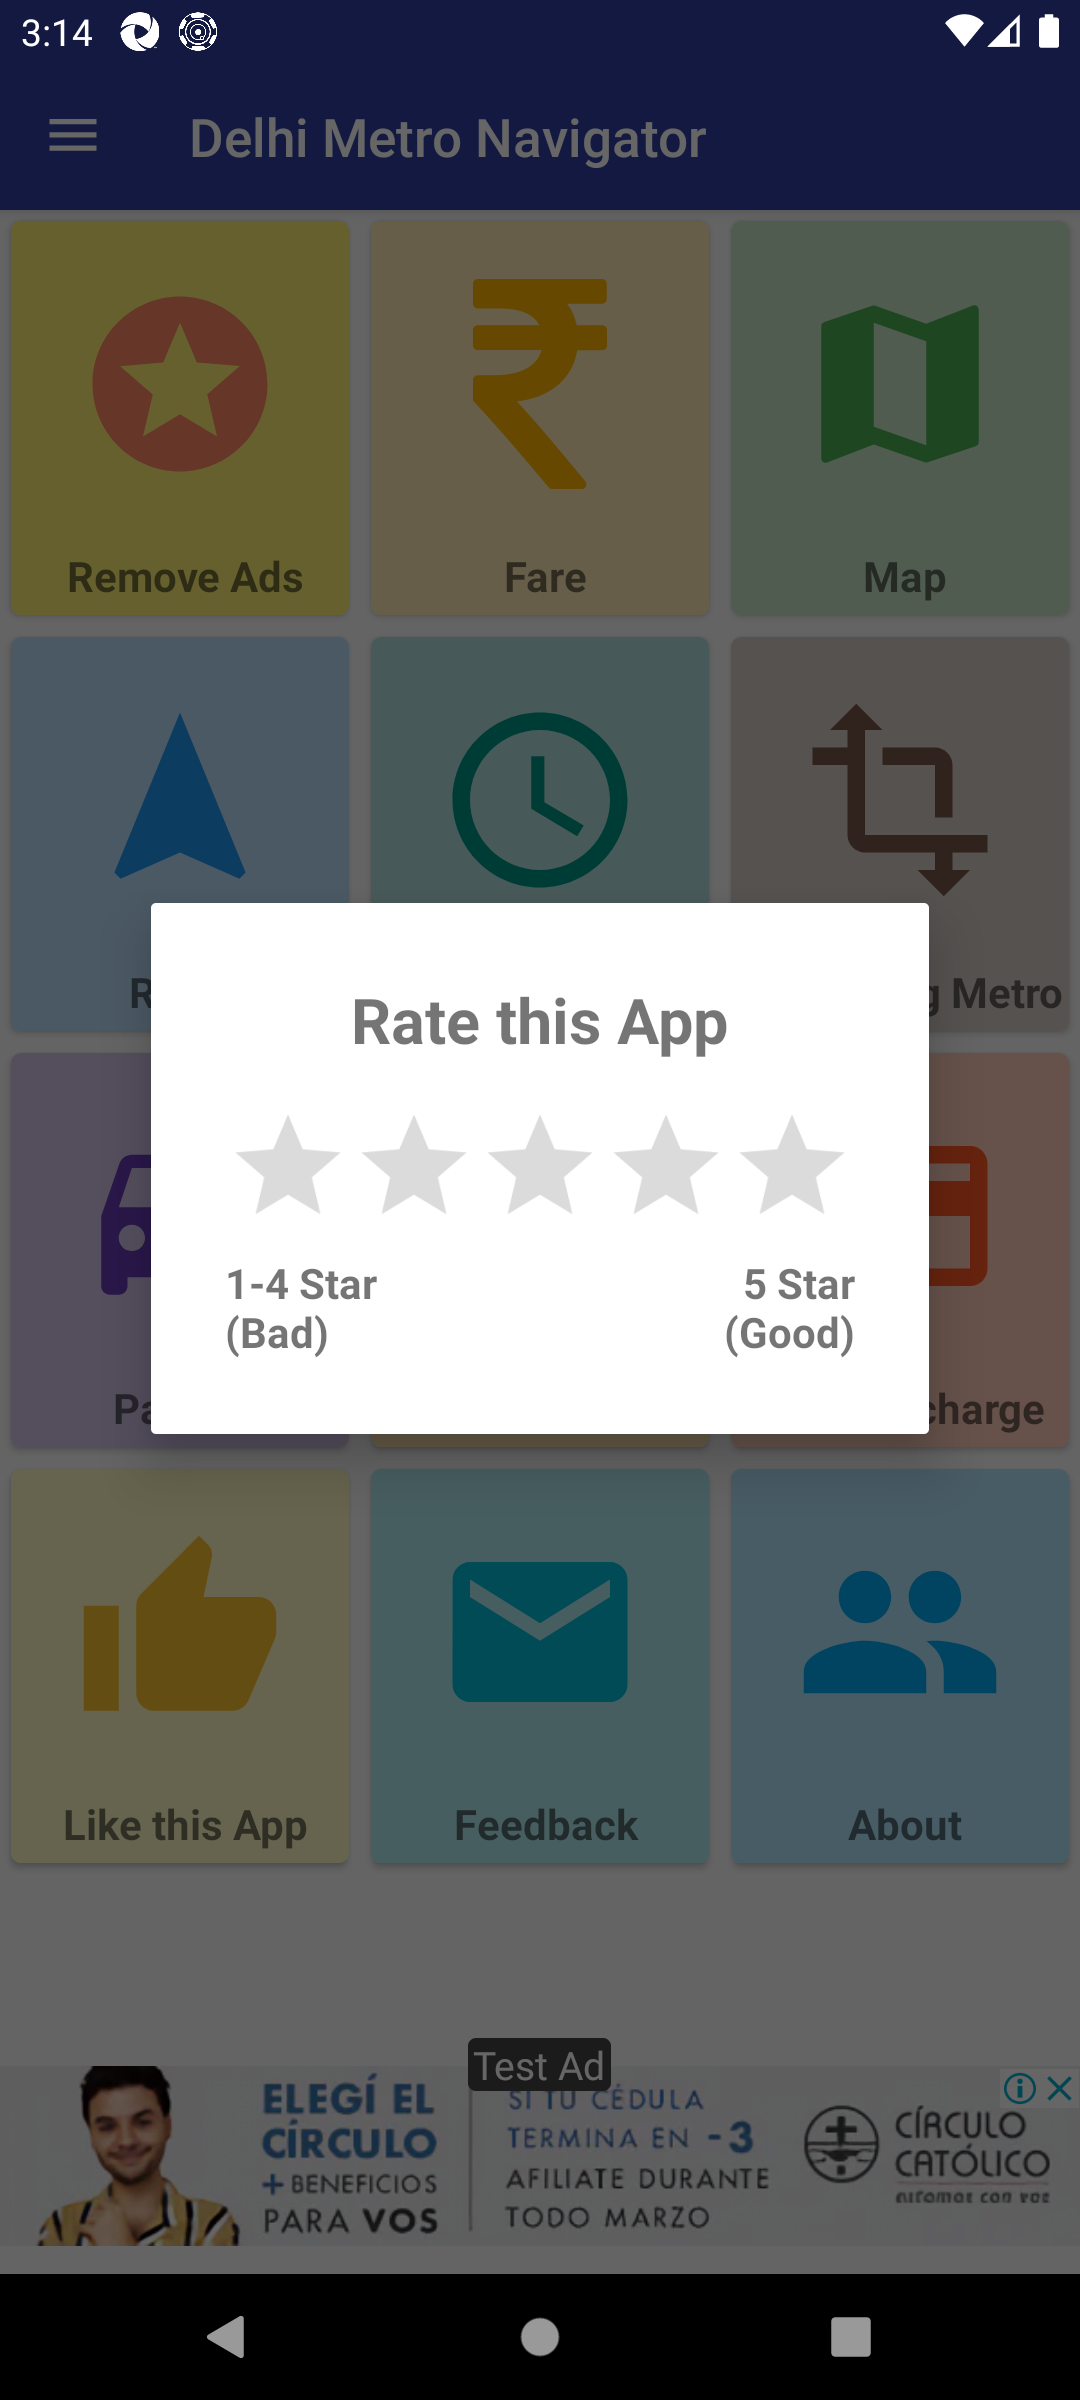 3:14
Delhi Metro Navigator
Remove Ads
Fare
Map
Metro
Rate this App
1-4 Star
(Bad)
5 Star
(Good)
charge
Like this App
Feedback
About
Test Ad
ELEGÍ EL
CÍRCULO
+ BENEFICIOS
PARA VOS
SI TU CÉDULA
TERMINA EN - 3
AFILIATE DURANTE
TODO MARZO
CÍRCULO
CATÓLICO